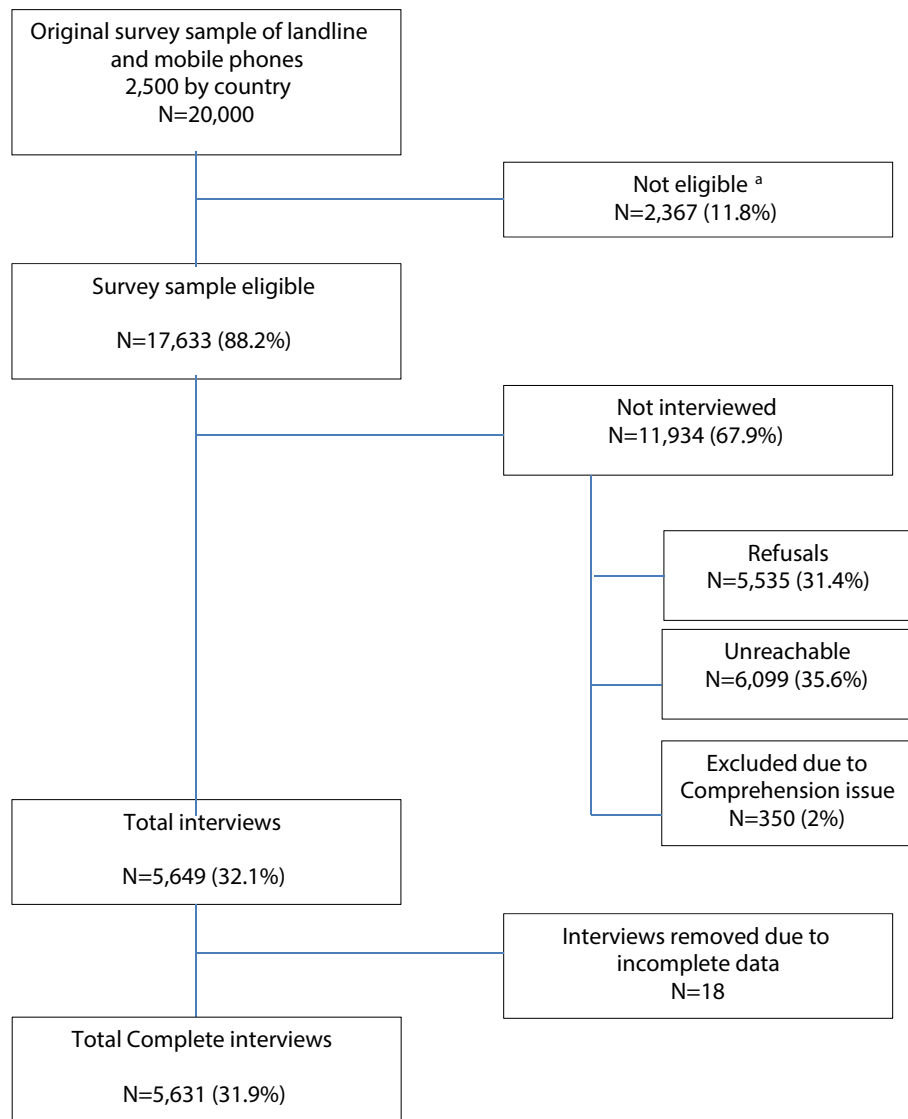 Original survey sample of landline
and mobile phones
2,500 by country
N=20,000
Not eligible a
N=2,367 (11.8%)
Survey sample eligible
N=17,633 (88.2%)
Not interviewed
N=11,934 (67.9%)
Refusals
N=5,535 (31.4%)
Unreachable
N=6,099 (35.6%)
Excluded due to
Comprehension issue
N=350 (2%)
Total interviews
N=5,649 (32.1%)
Interviews removed due to
incomplete data
N=18
Total Complete interviews
N=5,631 (31.9%)